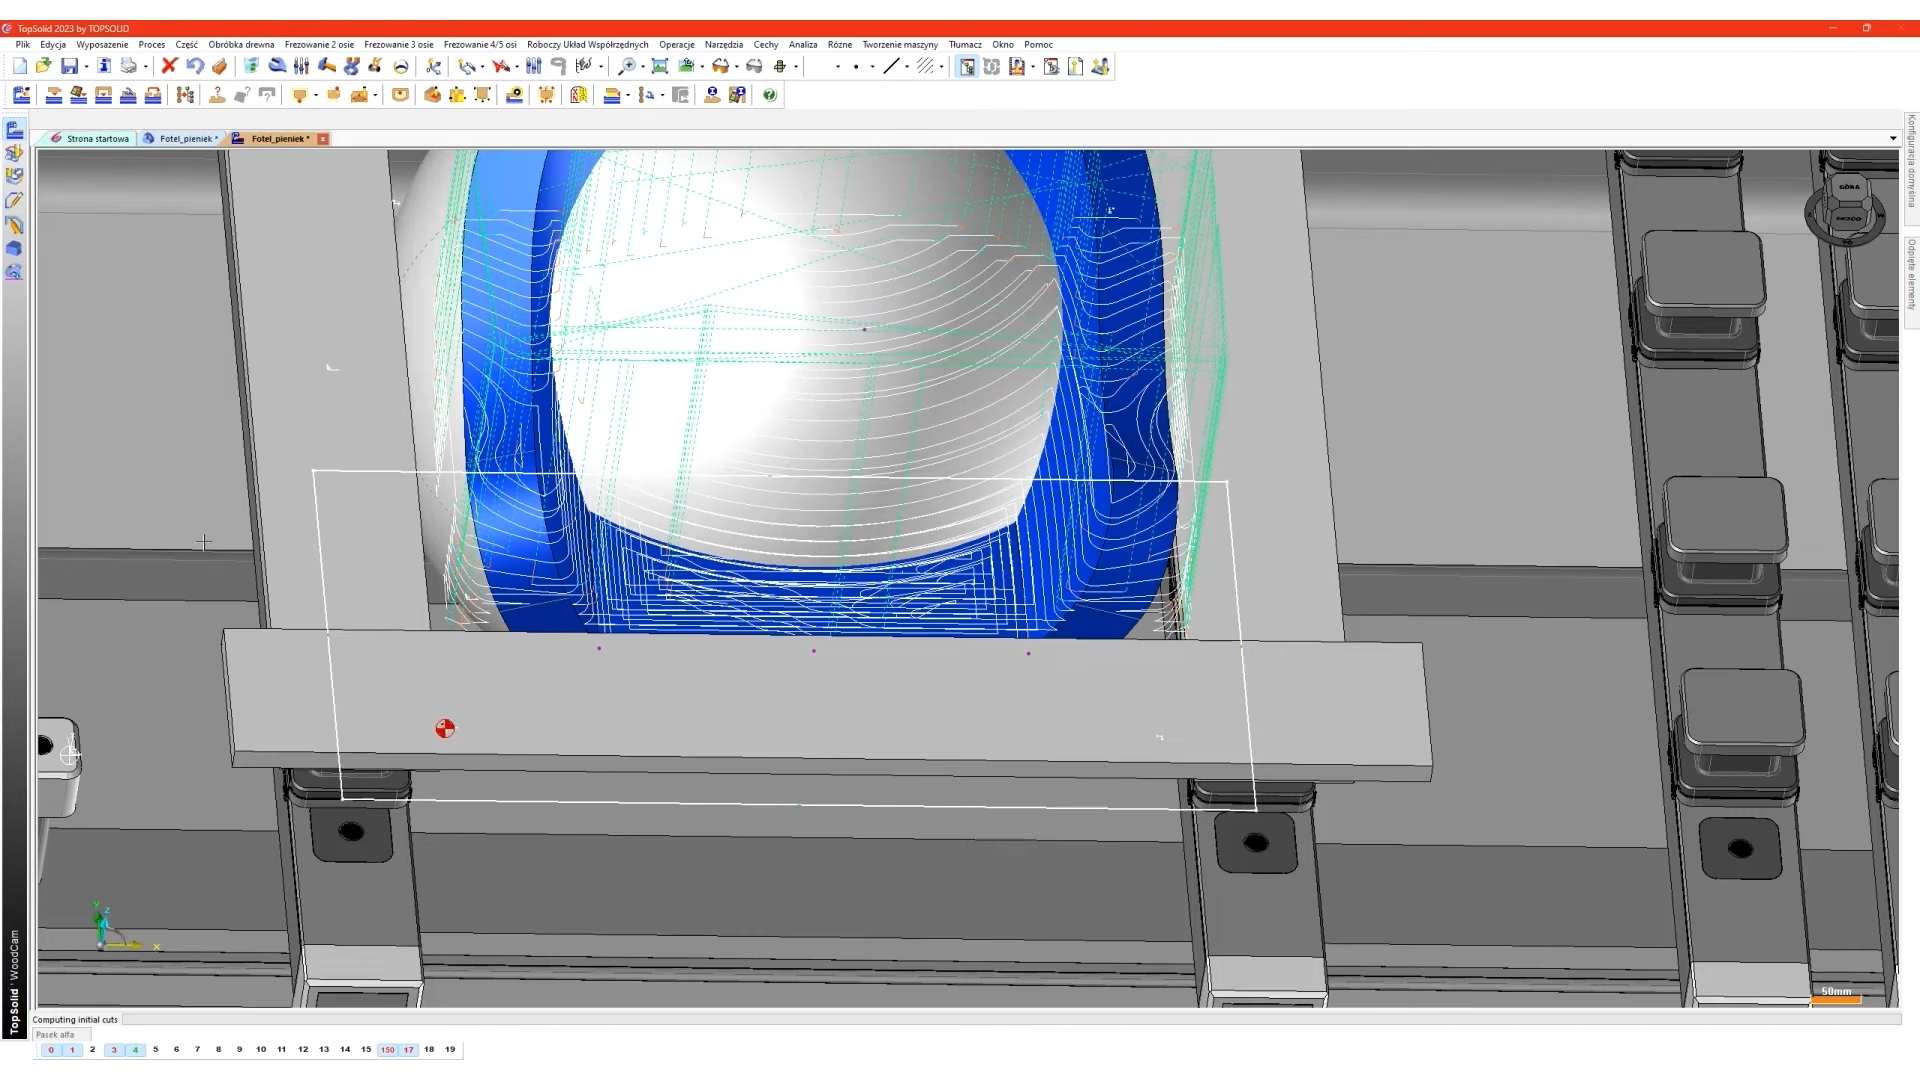 TopSolid 2023 by TOPSOLID
Plik Edycja Wyposażenie Proces Część Obróbka drewna Frezowanie 2 osie Frezowanie 3 osie Frezowanie 4/5 osi Roboczy Układ Współrzędnych Operacje Narzędzia Cechy Analiza Różne Tworzenie maszyny Tłumacz Okno Pomoc
Strona startowa Fotel_pieniek * Fotel_pieniek * x
Konfiguracja domyślna
Odpięte elementy
GÓRA
y z x
50mm
TopSolid'WoodCam
Computing initial cuts
Pasek alfa
0 1 2 3 4 5 6 7 8 9 10 11 12 13 14 15 150 17 18 19